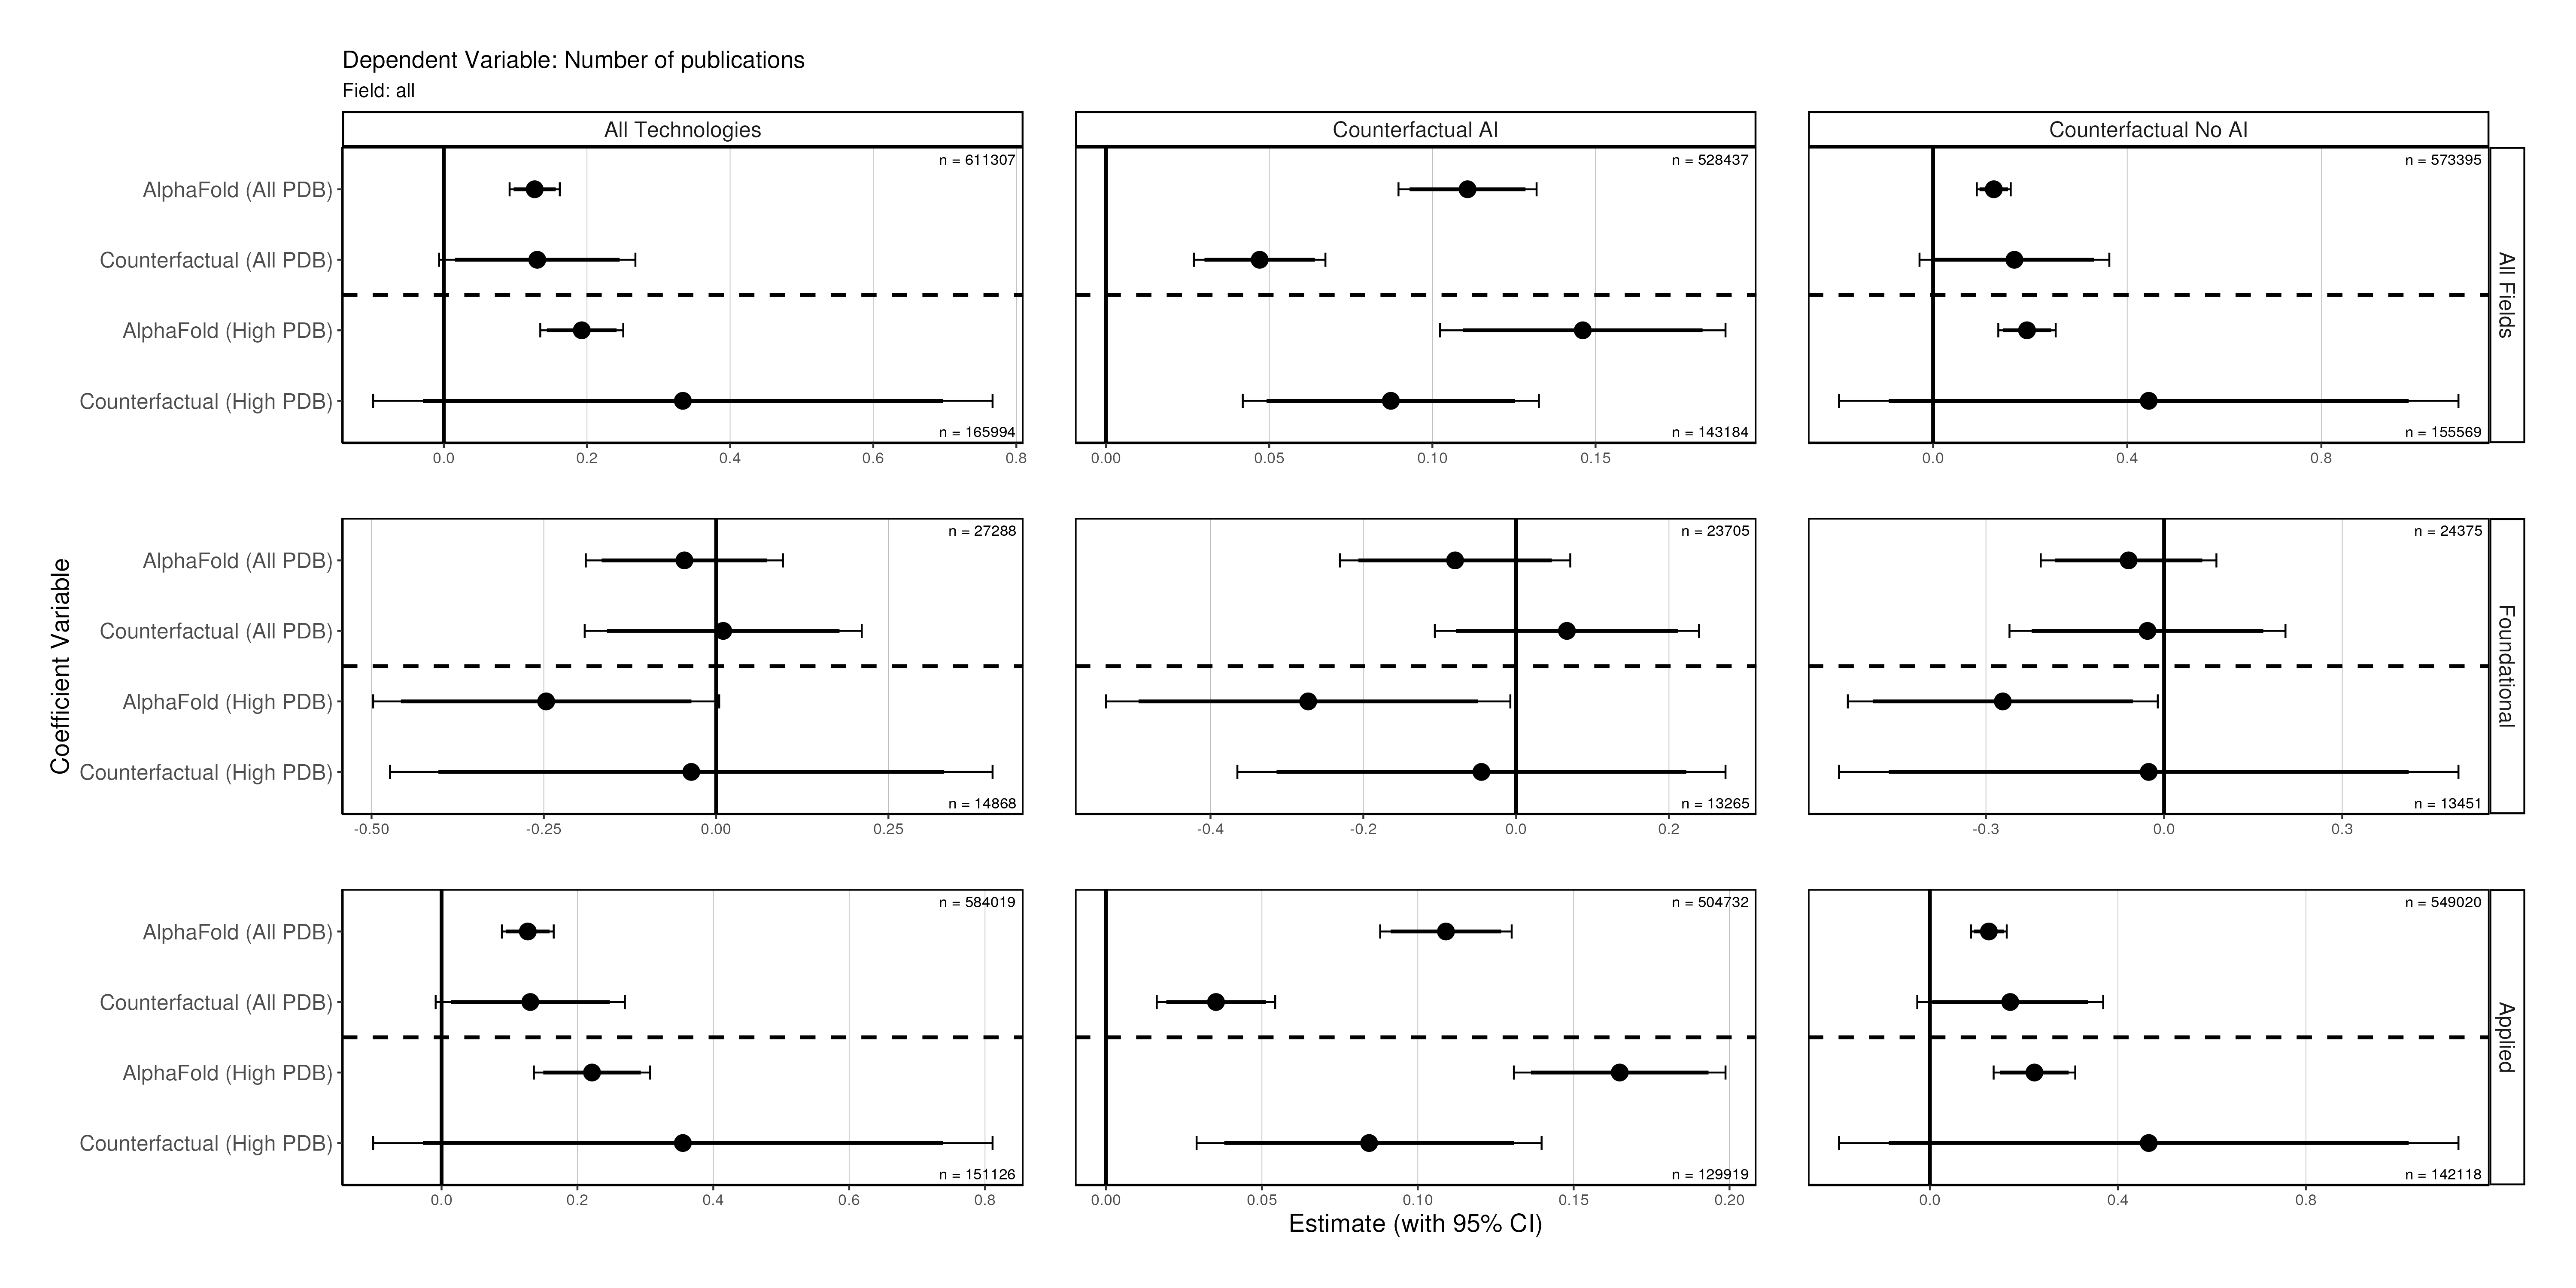 Dependent Variable: Number of publications
Field: all
All Technologies
Counterfactual AI
Counterfactual No AI
AlphaFold (All PDB)
Counterfactual (All PDB)
AlphaFold (High PDB)
Counterfactual (High PDB)
n = 611307
n = 165994
0.0 0.2 0.4 0.6 0.8
n = 528437
n = 143184
0.00 0.05 0.10 0.15
n = 573395
n = 155569
0.0 0.4 0.8
All Fields
Coefficient Variable
AlphaFold (All PDB)
Counterfactual (All PDB)
AlphaFold (High PDB)
Counterfactual (High PDB)
n = 27288
n = 14868
-0.50 -0.25 0.00 0.25
n = 23705
n = 13265
-0.4 -0.2 0.0 0.2
n = 24375
n = 13451
-0.3 0.0 0.3
Foundational
AlphaFold (All PDB)
Counterfactual (All PDB)
AlphaFold (High PDB)
Counterfactual (High PDB)
n = 584019
n = 151126
0.0 0.2 0.4 0.6 0.8
n = 504732
n = 129919
0.00 0.05 0.10 0.15 0.20
n = 549020
n = 142118
0.0 0.4 0.8
Applied
Estimate (with 95% CI)